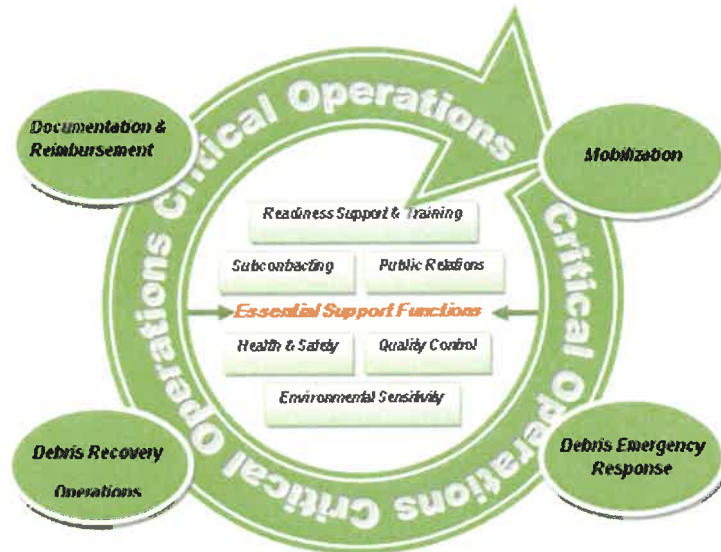 Critical Operations
Critical Operations
Critical Operations
Critical Operations
Documentation &
Reimbursement
Mobilization
Readiness Support & Training
Subcontracting
Public Relations
Essential Support Functions
Health & Safety
Quality Control
Environmental Sensitivity
Debris Recovery
Operations
Debris Emergency
Response